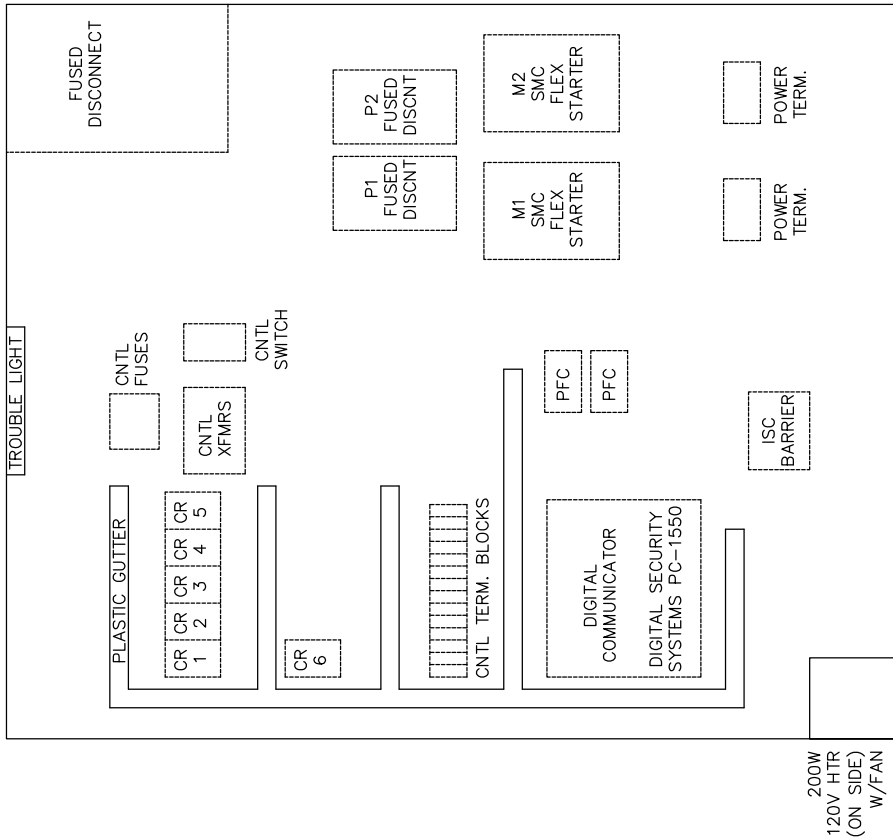 TROUBLE LIGHT
FUSED
DISCONNECT
PLASTIC GUTTER
CNTL
FUSES
CR
1
CR
2
CR
3
CR
4
CR
5
CNTL
XFMRS
CNTL
SWITCH
CR
6
P1
FUSED
DISCNT
P2
FUSED
DISCNT
CNTL TERM. BLOCKS
M1
SMC
FLEX
STARTER
M2
SMC
FLEX
STARTER
DIGITAL
COMMUNICATOR
DIGITAL SECURITY
SYSTEMS PC-1550
PFC
PFC
ISC
BARRIER
POWER
TERM.
POWER
TERM.
200W
120V HTR
(ON SIDE)
W/FAN